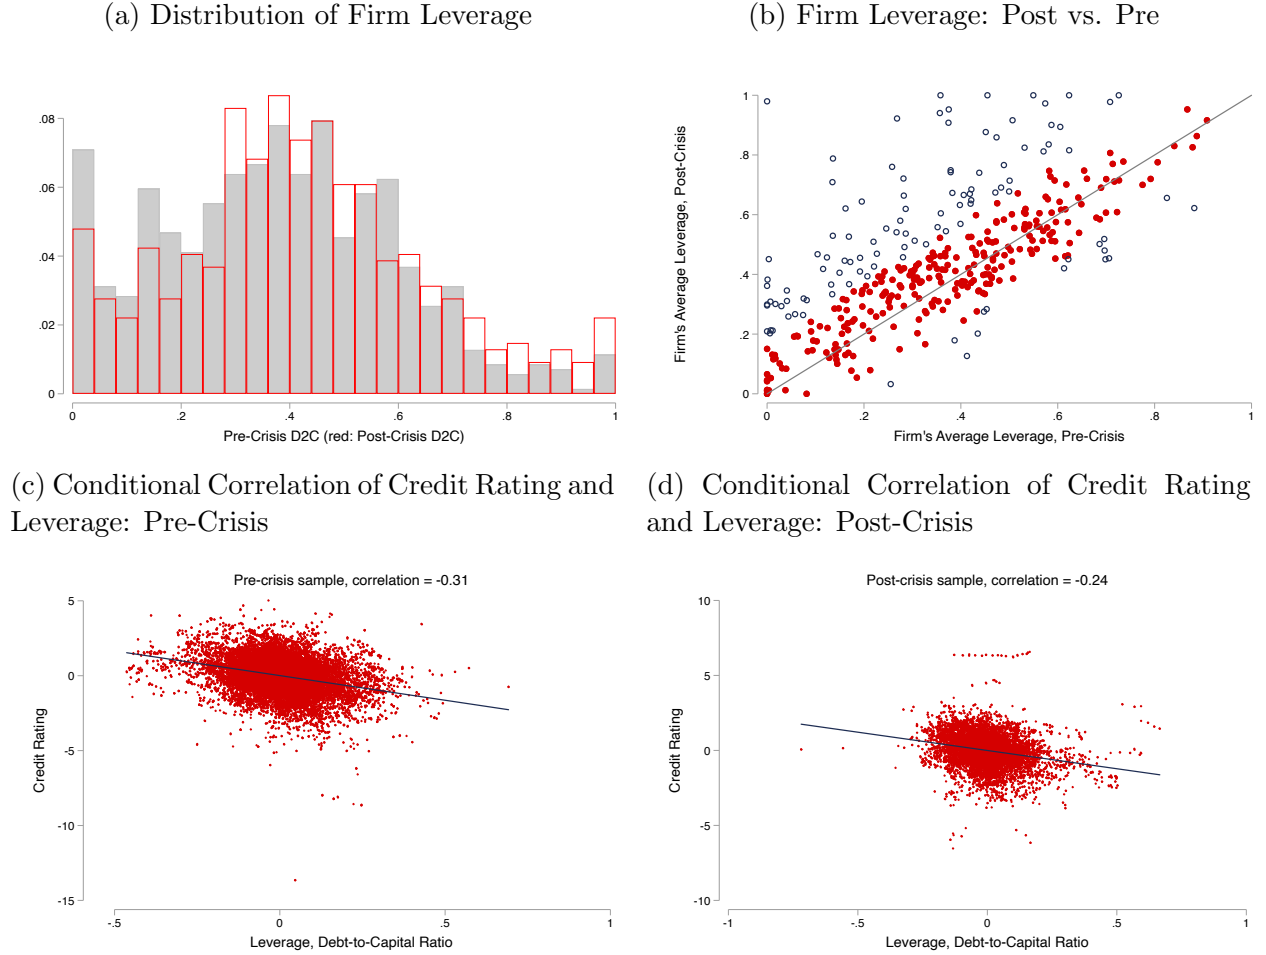 (a) Distribution of Firm Leverage
.08
.06
.04
.02
0
0
.2
.4
.6
.8
1
Pre-Crisis D2C (red: Post-Crisis D2C)
(b) Firm Leverage: Post vs. Pre
Firm's Average Leverage, Post-Crisis
1
.8
.6
.4
.2
0
0
.2
.4
.6
.8
1
Firm's Average Leverage, Pre-Crisis
(c) Conditional Correlation of Credit Rating and
Leverage: Pre-Crisis
Pre-crisis sample, correlation = -0.31
Credit Rating
5
0
-5
-10
-15
-.5
0
.5
1
Leverage, Debt-to-Capital Ratio
(d) Conditional Correlation of Credit Rating
and Leverage: Post-Crisis
Post-crisis sample, correlation = -0.24
Credit Rating
10
5
0
-5
-10
-1
-.5
0
.5
1
Leverage, Debt-to-Capital Ratio